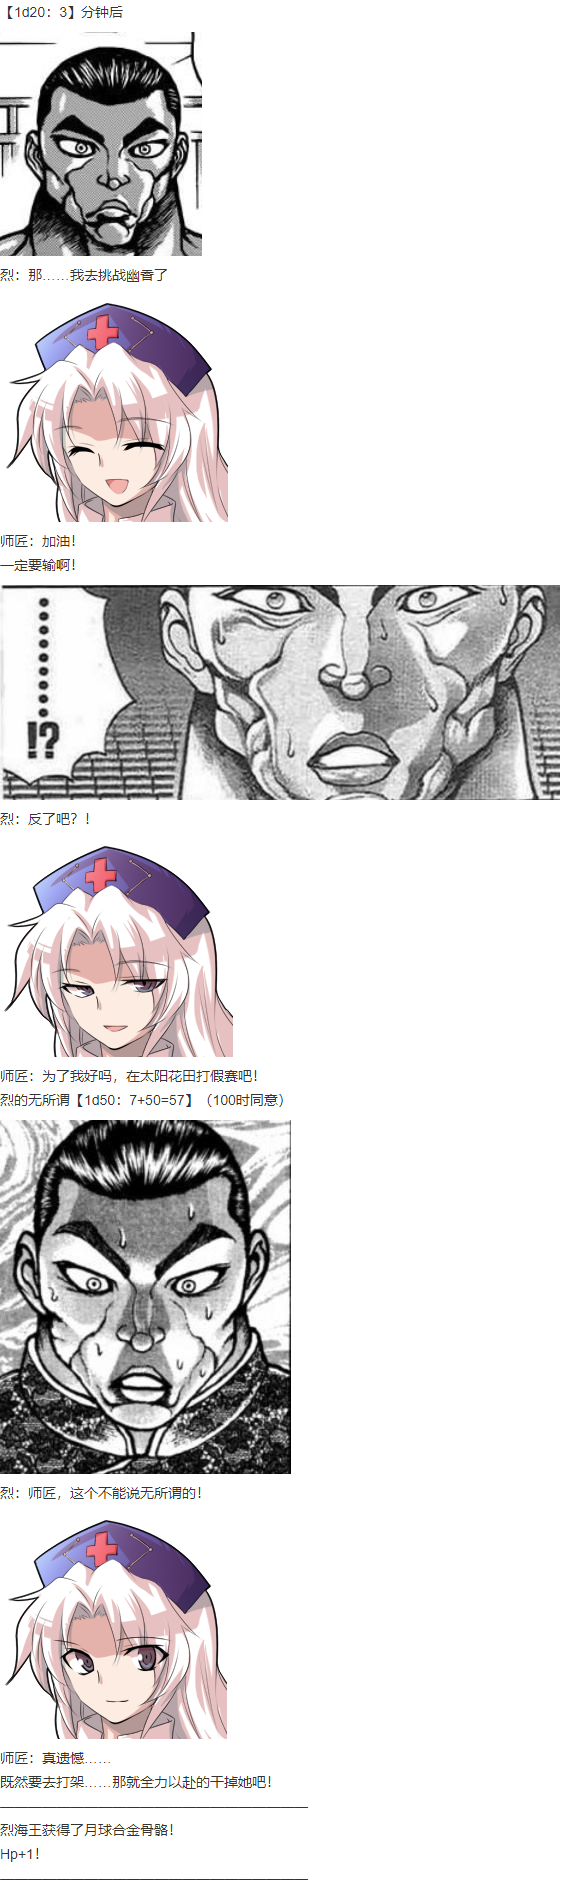 【1d20：3】分钟后
烈：那……我去挑战幽香了
师匠：加油！
一定要输啊！
………
!?
烈：反了吧？！
师匠：为了我好吗，在太阳花田打假赛吧！
烈的无所谓【1d50：7+50=57】（100时同意）
烈：师匠，这个不能说无所谓的！
师匠：真遗憾……
既然要去打架……那就全力以赴的干掉她吧！
烈海王获得了月球合金骨骼！
Hp+1！